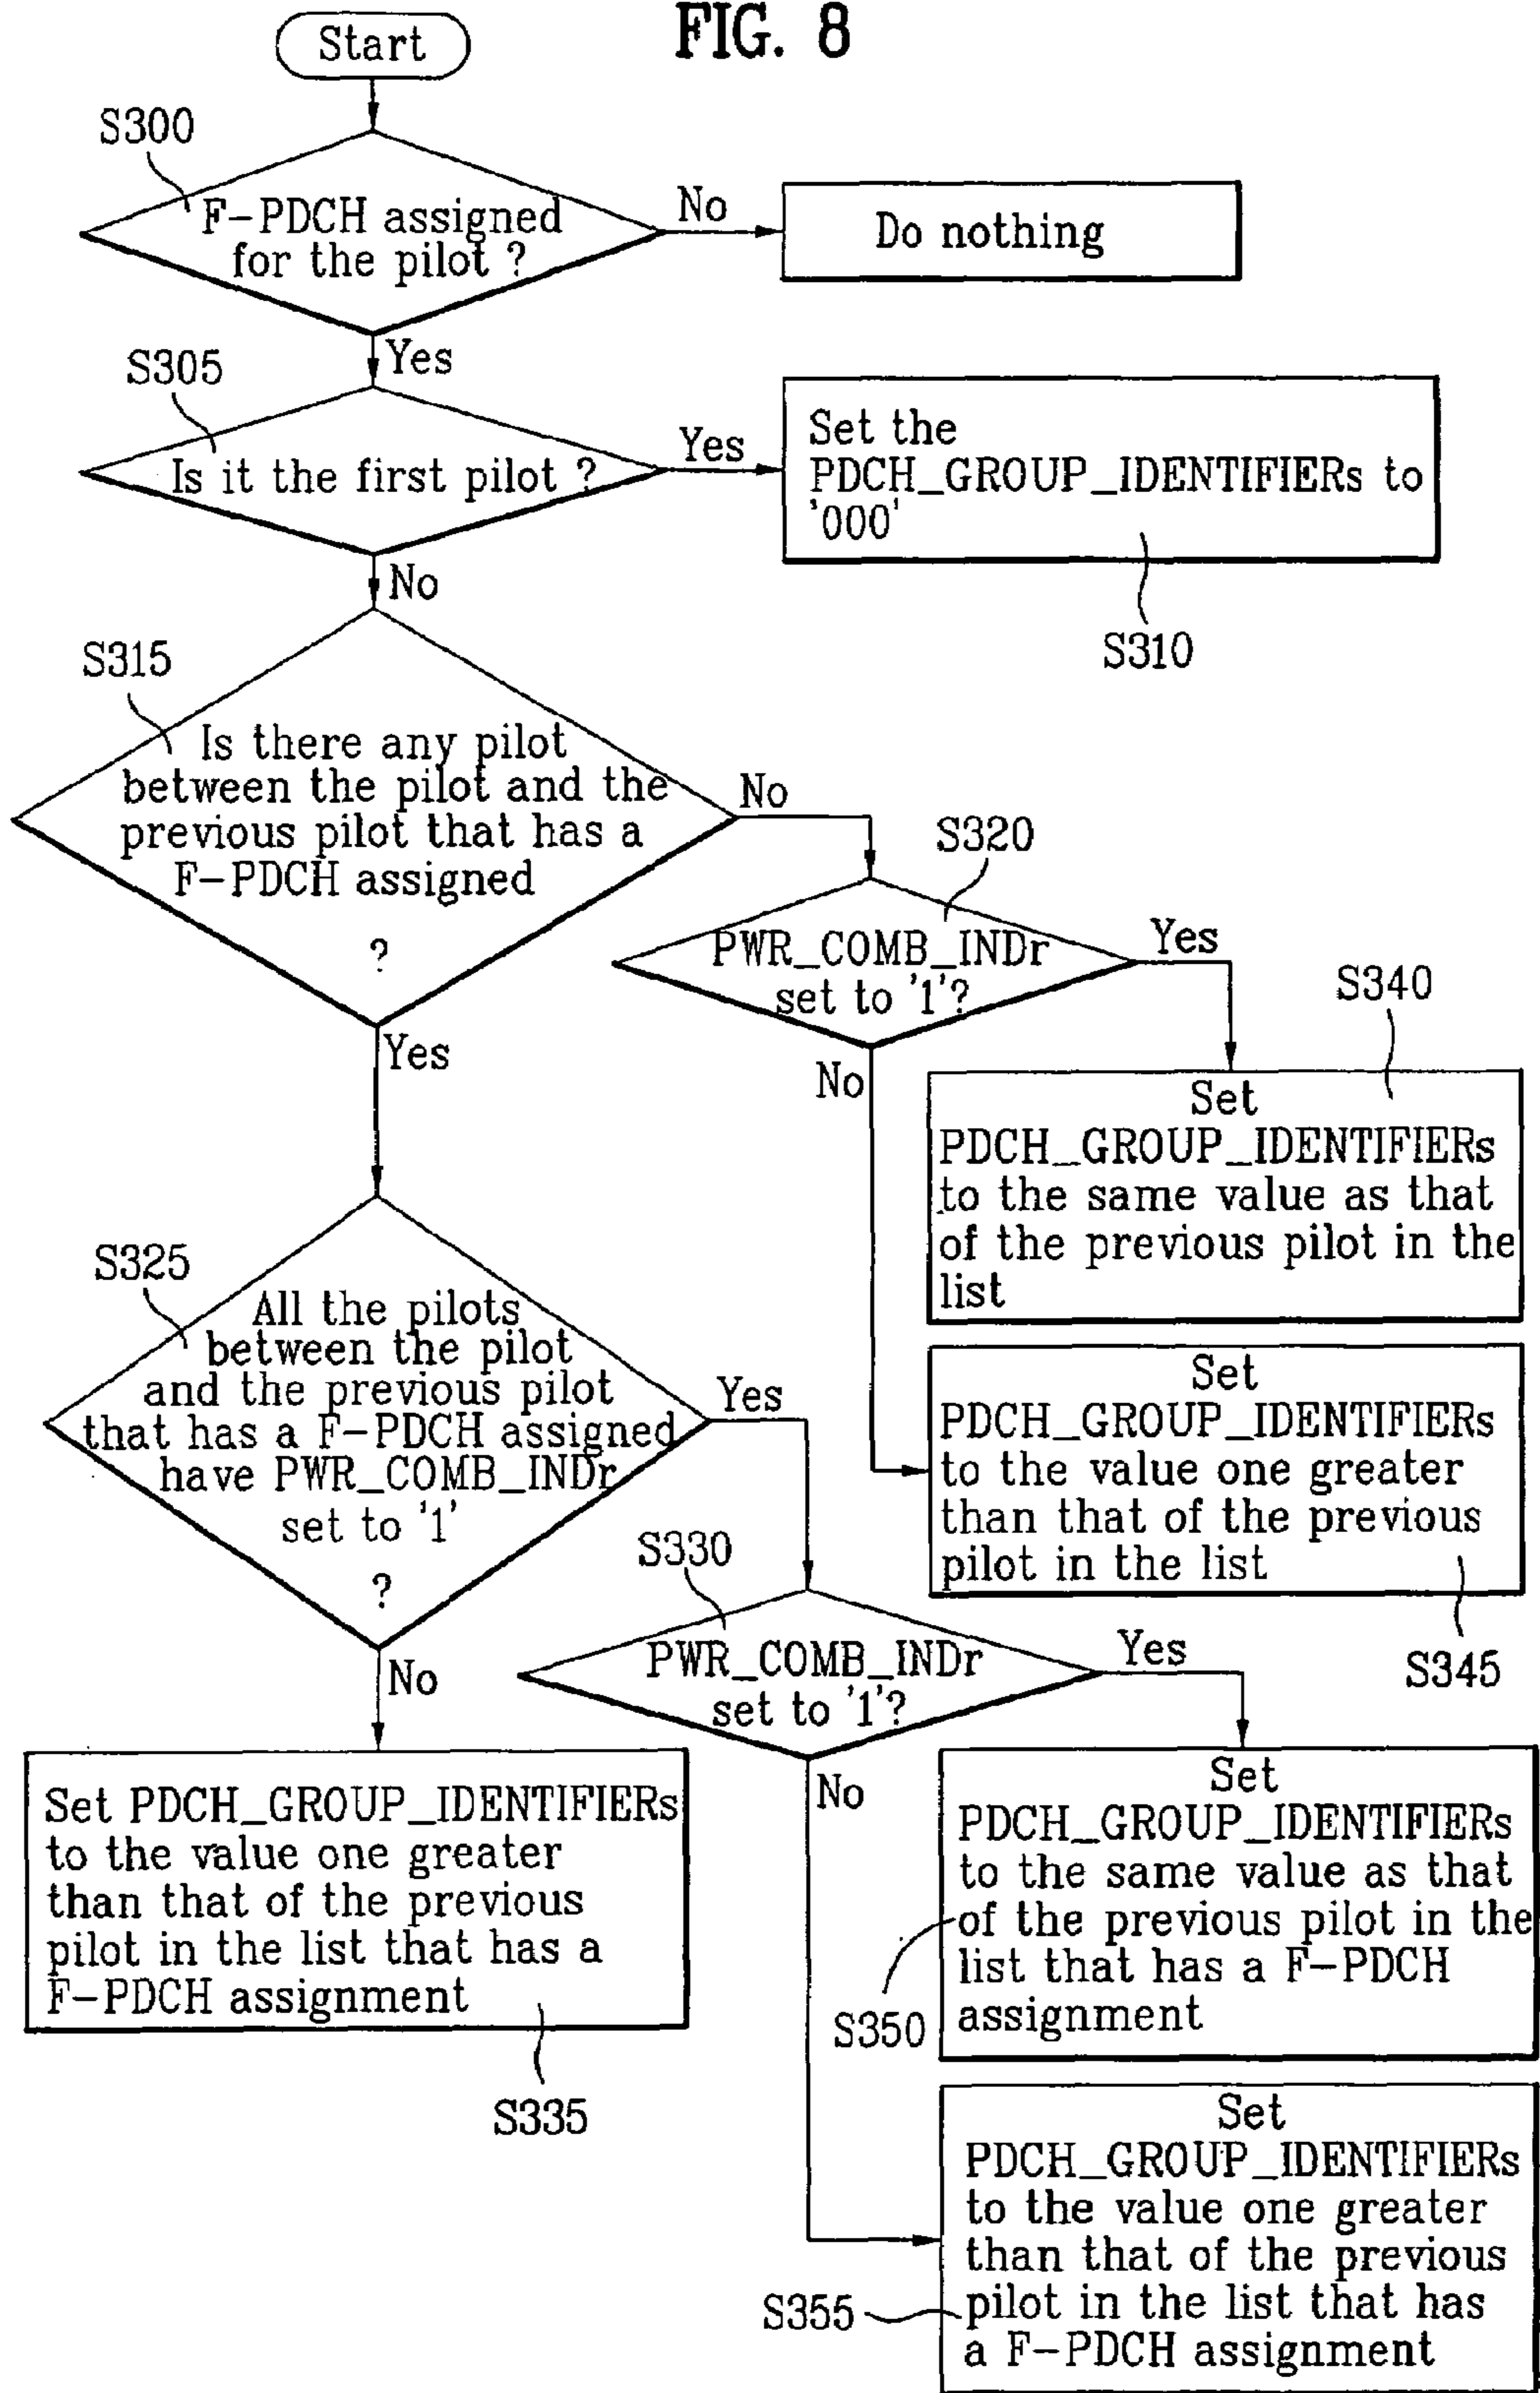 FIG. 8
Start
S300
F-PDCH assigned
for the pilot ?
No
Do nothing
Yes
S305
Is it the first pilot ?
Yes
Set the
PDCH_GROUP_IDENTIFIERs to
'000'
S310
No
S315
Is there any pilot
between the pilot and the
previous pilot that has a
F-PDCH assigned
?
No
S320
PWR_COMB_INDr
set to '1'?
Yes
S340
Set
PDCH_GROUP_IDENTIFIERs
to the same value as that
of the previous pilot in the
list
No
Set
PDCH_GROUP_IDENTIFIERs
to the value one greater
than that of the previous
pilot in the list
S345
Yes
S325
All the pilots
between the pilot
and the previous pilot
that has a F-PDCH assigned
have PWR_COMB_INDr
set to '1'
?
Yes
S330
PWR_COMB_INDr
set to '1'?
Yes
No
Set PDCH_GROUP_IDENTIFIERs
to the value one greater
than that of the previous
pilot in the list that has a
F-PDCH assignment
S335
No
Set
PDCH_GROUP_IDENTIFIERs
to the same value as that
of the previous pilot in the
list that has a F-PDCH
assignment
S350
Set
PDCH_GROUP_IDENTIFIERs
to the value one greater
than that of the previous
pilot in the list that has
a F-PDCH assignment
S355